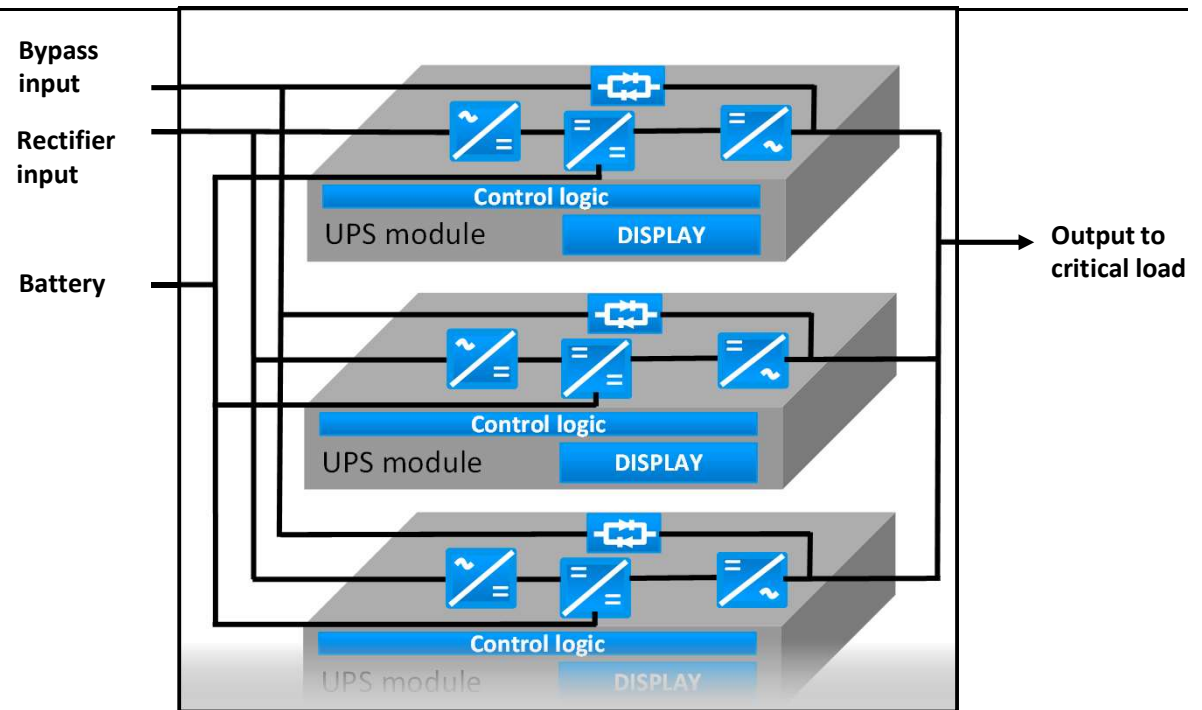 Bypass
input
Rectifier
input
Battery
Control logic
UPS module
DISPLAY
Control logic
UPS module
DISPLAY
Control logic
UPS module
DISPLAY
Output to
critical load